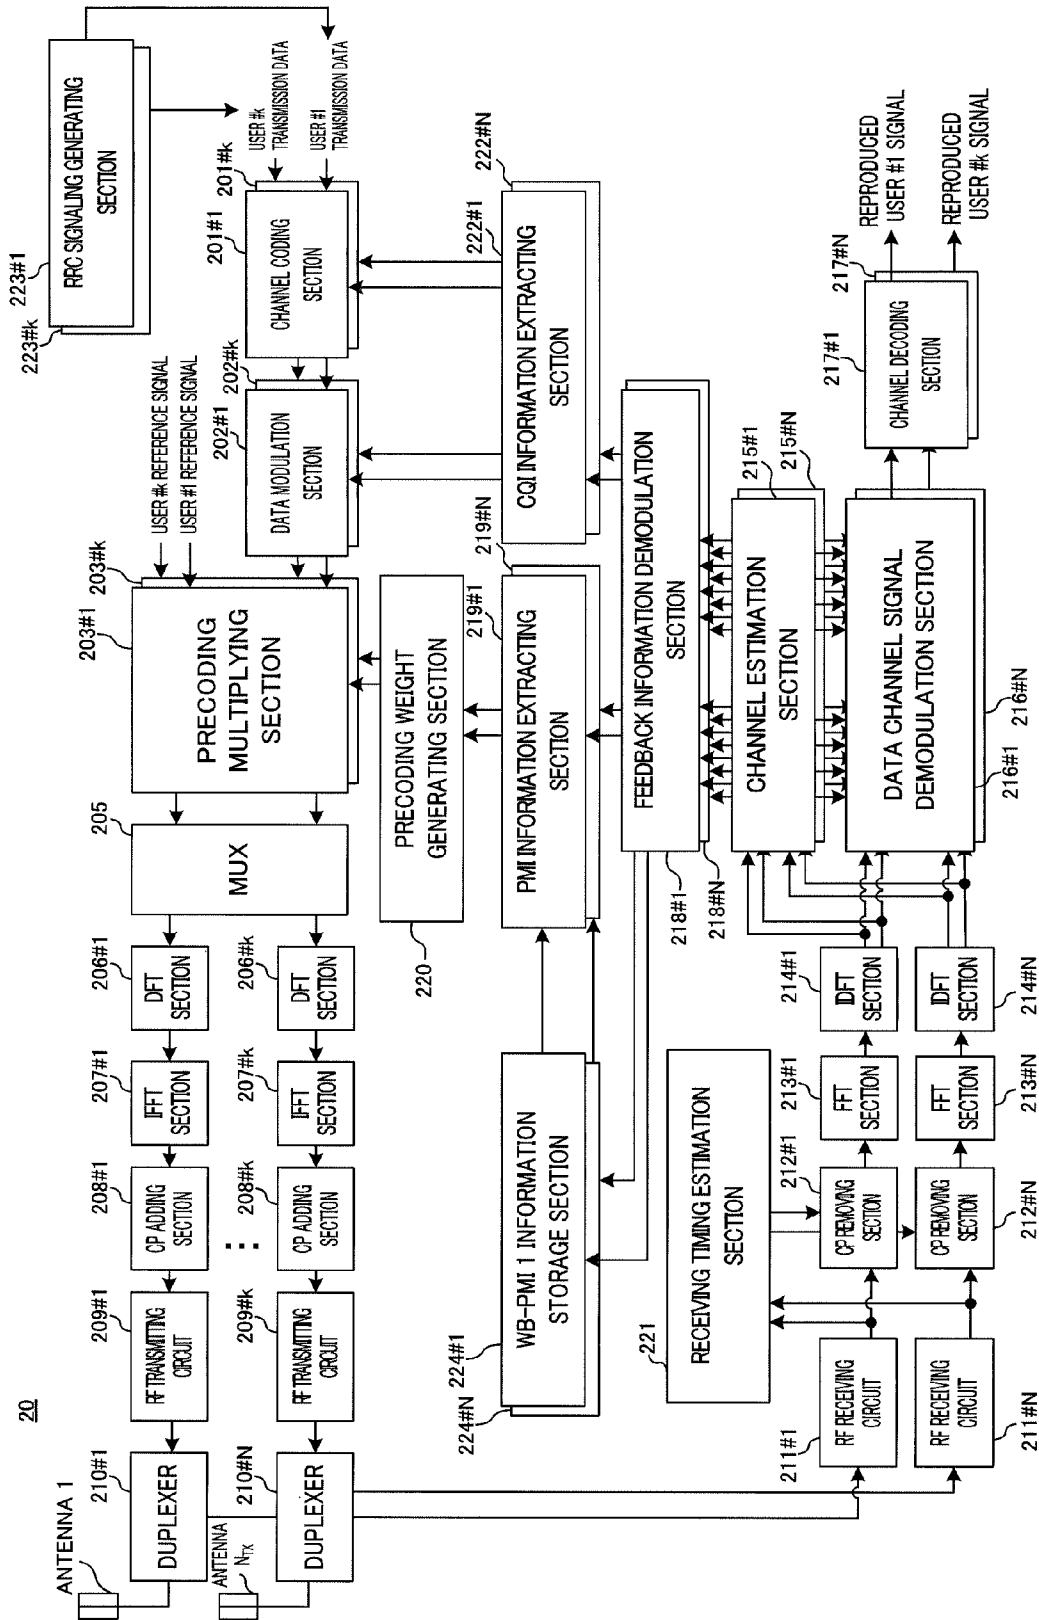 20
ANTENNA 1
210#1
DUPLEXER
ANTENNA
NTX
210#N
DUPLEXER
209#1
RF TRANSMITTING
CIRCUIT
209#k
RF TRANSMITTING
CIRCUIT
208#1
CP ADDING
SECTION
208#k
CP ADDING
SECTION
207#1
IFFT
SECTION
207#k
IFFT
SECTION
206#1
DFT
SECTION
206#k
DFT
SECTION
205
MUX
203#1
203#k
PRECODING
MULTIPLYING
SECTION
USER #k REFERENCE SIGNAL
USER #1 REFERENCE SIGNAL
202#1
202#k
DATA MODULATION
SECTION
201#1
201#k
CHANNEL CODING
SECTION
USER #k
TRANSMISSION DATA
USER #1
TRANSMISSION DATA
223#1
223#k
RRC SIGNALING GENERATING
SECTION
220
PRECODING WEIGHT
GENERATING SECTION
224#1
224#N
WB-PMI 1 INFORMATION
STORAGE SECTION
219#1
219#N
PMI INFORMATION EXTRACTING
SECTION
222#1
222#N
CQI INFORMATION EXTRACTING
SECTION
218#1
218#N
FEEDBACK INFORMATION DEMODULATION
SECTION
221
RECEIVING TIMING ESTIMATION
SECTION
215#1
215#N
CHANNEL ESTIMATION
SECTION
211#1
RF RECEIVING
CIRCUIT
211#N
RF RECEIVING
CIRCUIT
212#1
CP REMOVING
SECTION
212#N
CP REMOVING
SECTION
213#1
FFT
SECTION
213#N
FFT
SECTION
214#1
IDFT
SECTION
214#N
IDFT
SECTION
216#1
216#N
DATA CHANNEL SIGNAL
DEMODULATION SECTION
217#1
217#N
CHANNEL DECODING
SECTION
REPRODUCED
USER #1 SIGNAL
REPRODUCED
USER #k SIGNAL